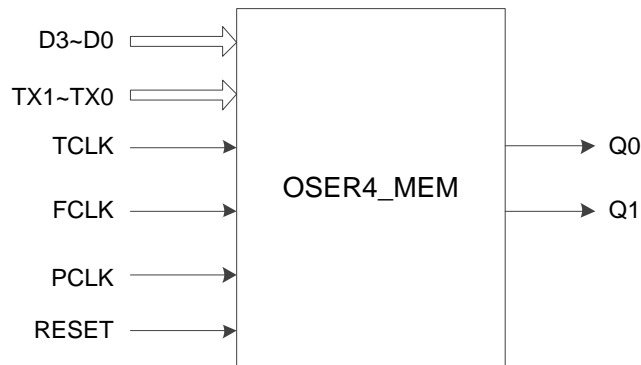 D3~D0
TX1~TX0
TCLK
FCLK
PCLK
RESET
OSER4_MEM
Q0
Q1